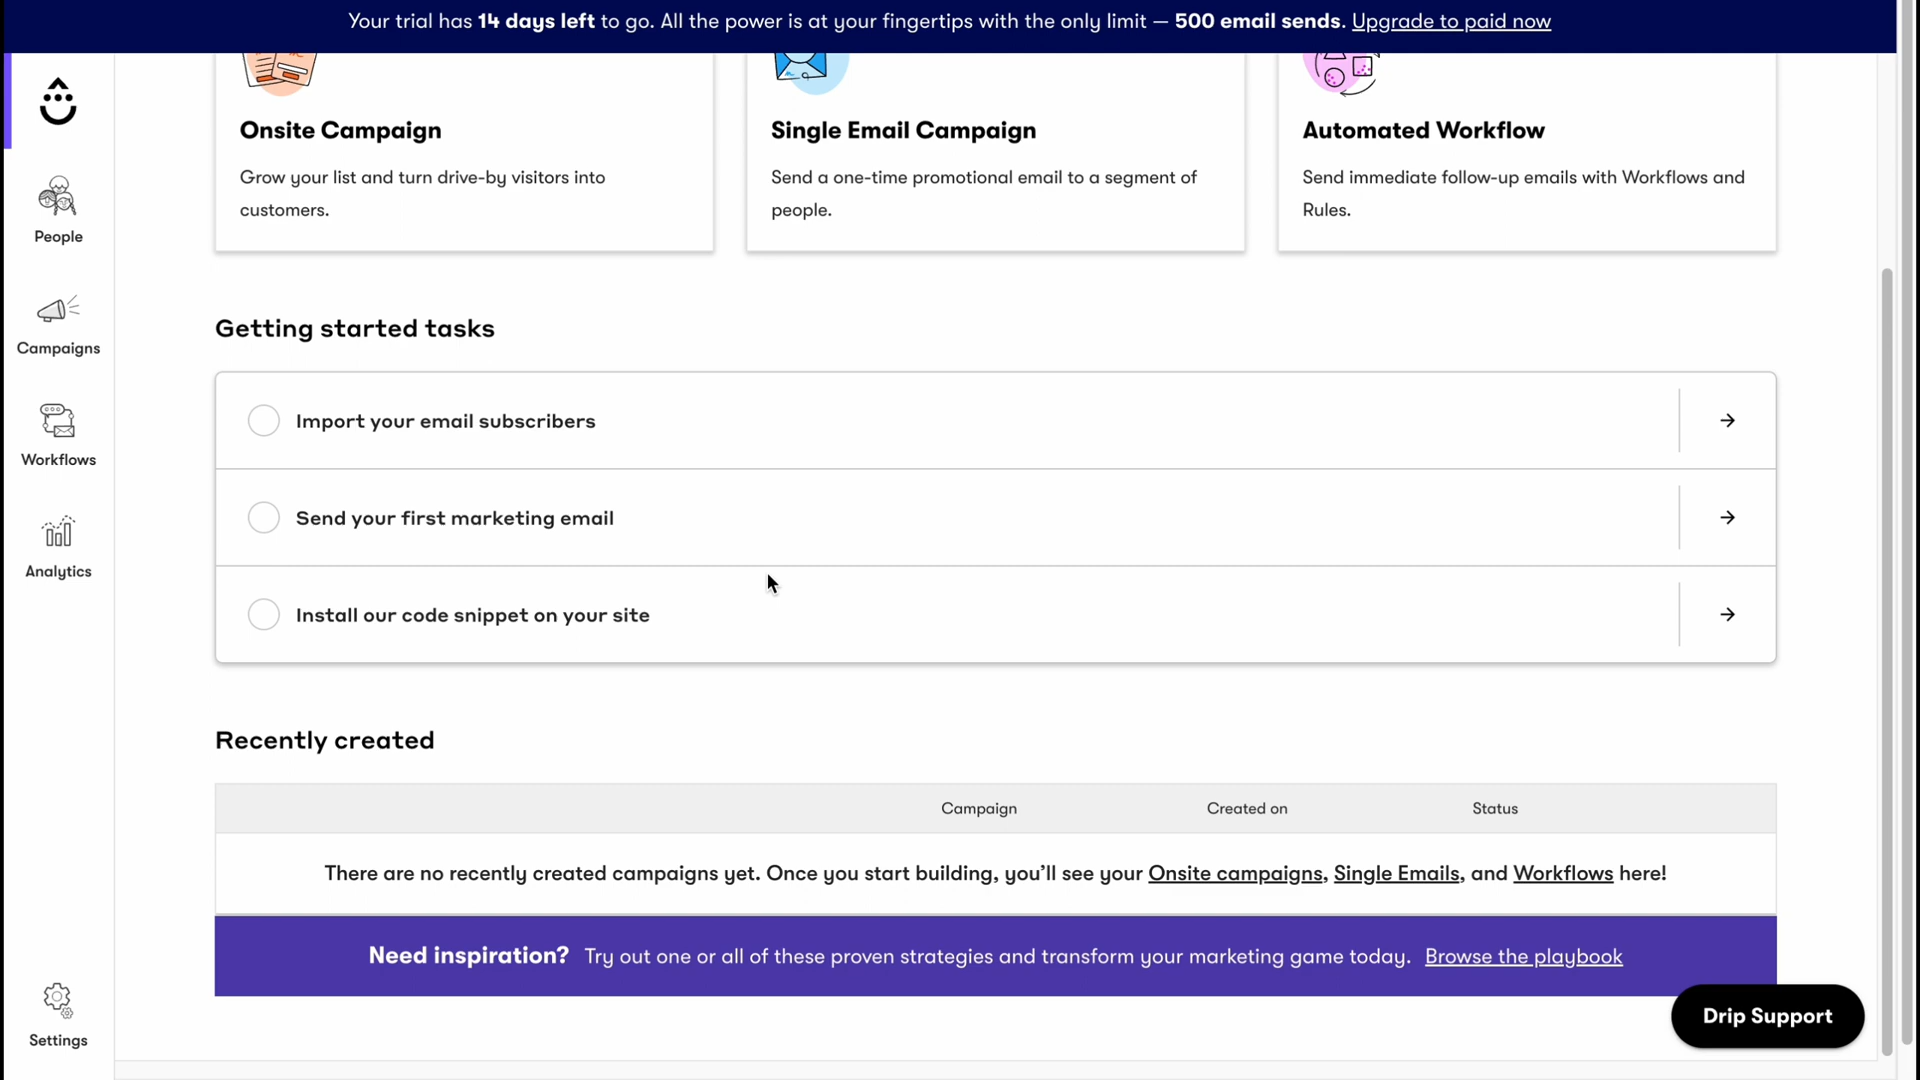 Your trial has 14 days left to go. All the power is at your fingertips with the only limit — 500 email sends. Upgrade to paid now
Onsite Campaign
Grow your list and turn drive-by visitors into
customers.
Single Email Campaign
Send a one-time promotional email to a segment of
people.
Automated Workflow
Send immediate follow-up emails with Workflows and
Rules.
People
Campaigns
Workflows
Analytics
Settings
Getting started tasks
Import your email subscribers
Send your first marketing email
Install our code snippet on your site
Recently created
Campaign Created on Status
There are no recently created campaigns yet. Once you start building, you’ll see your Onsite campaigns, Single Emails, and Workflows here!
Need inspiration? Try out one or all of these proven strategies and transform your marketing game today. Browse the playbook
Drip Support